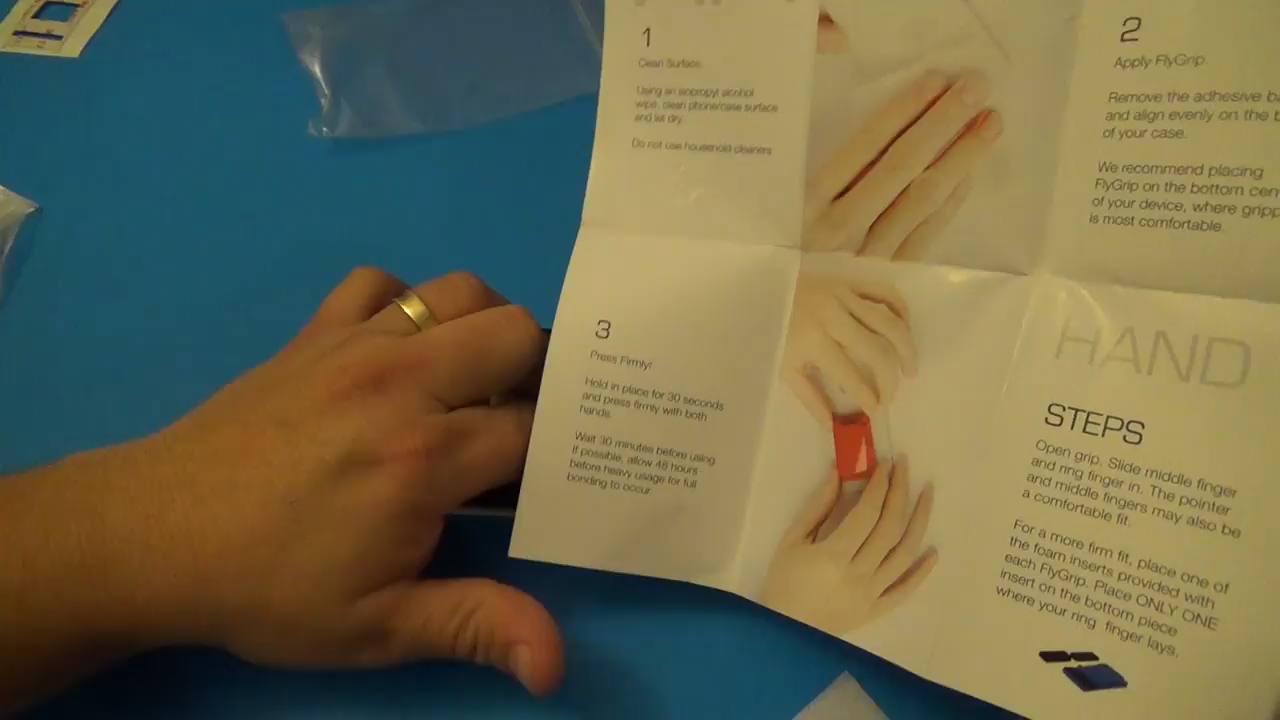 1
Clean Surface
Using an isopropyl alcohol
wipe, clean phone/case surface
and let dry.
Do not use household cleaners
2
Apply FlyGrip
Remove the adhesive
and align evenly on the
of your case.
We recommend placing
FlyGrip on the bottom
of your device, where
is most comfortable.
3
Press Firmly!
Hold in place for 30 seconds
and press firmly with both
hands.
Wait 30 minutes before using
If possible, allow 48 hours
before heavy usage for full
bonding to occur.
HAND
STEPS
Open grip. Slide middle finger
and ring finger in. The pointer
and middle fingers may also be
a comfortable fit.
For a more firm fit, place one of
the foam inserts provided with
each FlyGrip. Place ONLY ONE
insert on the bottom piece
where your ring finger lays.